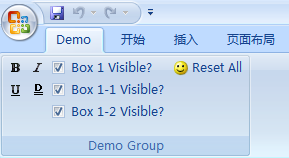 Demo 开始 插入 页面布局
B I Box 1 Visible? Reset All
U D Box 1-1 Visible?
Box 1-2 Visible?
Demo Group